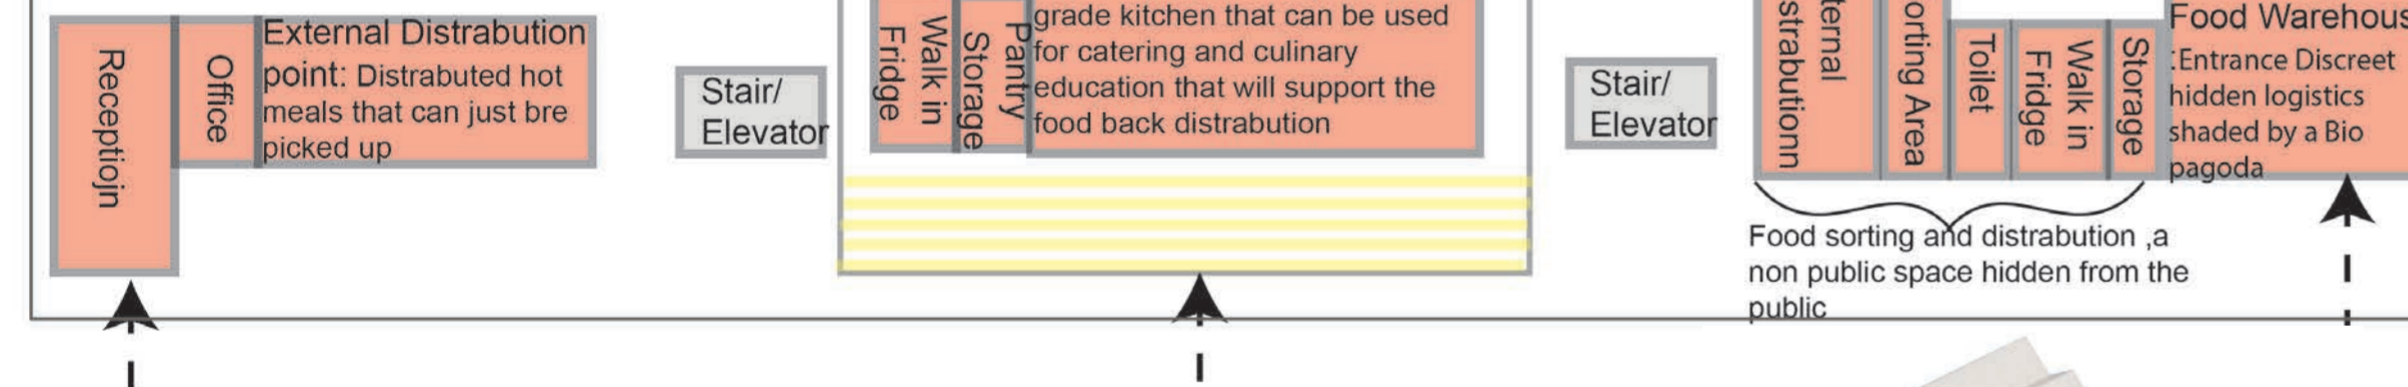 Receptiojn
Office
External Distrabution
point: Distrabuted hot
meals that can just bre
picked up
Stair/
Elevator
Walk in
Fridge
Pantry
Storage
grade kitchen that can be used
for catering and culinary
education that will support the
food back distrabution
Stair/
Elevator
ternal
strabutionn
orting Area
Toilet
Walk in
Fridge
Storage
Food Warehous
:Entrance Discreet
hidden logistics
shaded by a Bio
pagoda
Food sorting and distrabution ,a
non public space hidden from the
public